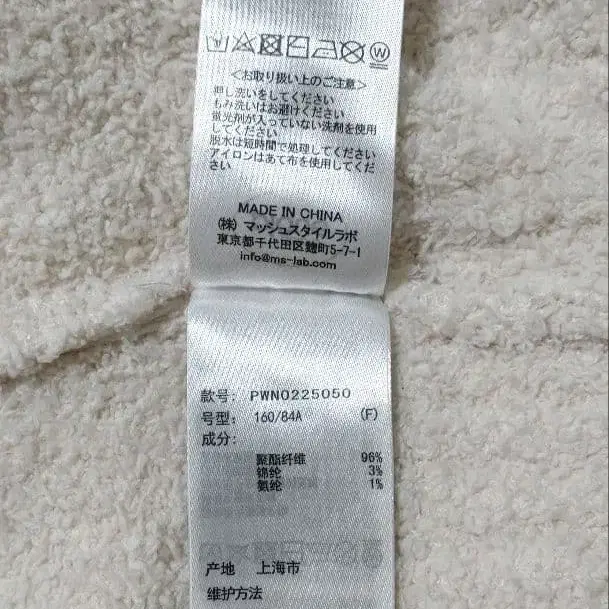 <お取り扱い上のご注意>
押し洗いをしてください
もみ洗いはお避けください
蛍光剤が入っていない洗剤を使用
してください
脱水は短時間で処理してください
アイロンはあて布を使用してくだ
さい
MADE IN CHINA
(株) マッシュスタイルラボ
東京都千代田区麹町5-7-1
info@ms-lab.com
款号: PWNO225050
号型: 160/84A (F)
成分:
聚酯纤维 96%
锦纶 3%
氨纶 1%
产地 上海市
维护方法